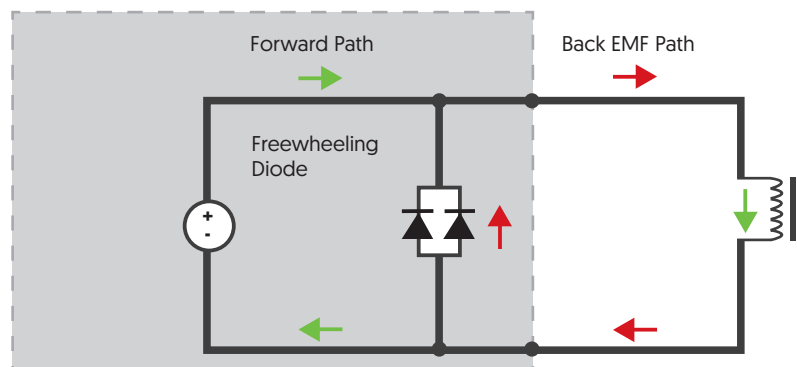 Forward Path
Back EMF Path
Freewheeling
Diode
+
-